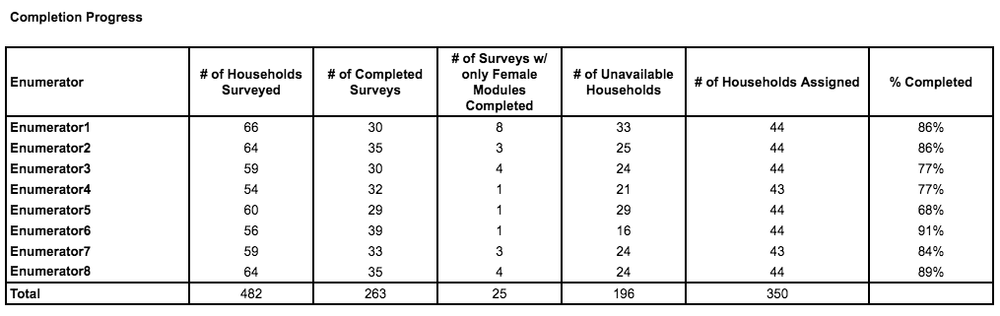 Completion Progress
Enumerator # of Households Surveyed # of Completed Surveys # of Surveys w/ only Female Modules Completed # of Unavailable Households # of Households Assigned % Completed
Enumerator1 66 30 8 33 44 86%
Enumerator2 64 35 3 25 44 86%
Enumerator3 59 30 4 24 44 77%
Enumerator4 54 32 1 21 43 77%
Enumerator5 60 29 1 29 44 68%
Enumerator6 56 39 1 16 44 91%
Enumerator7 59 33 3 24 43 84%
Enumerator8 64 35 4 24 44 89%
Total 482 263 25 196 350